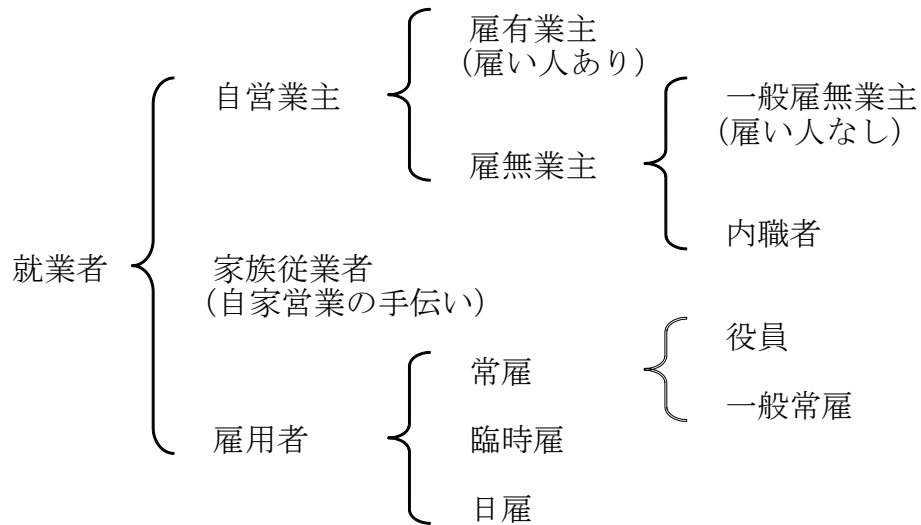 就業者
自営業主
雇有業主
(雇い人あり)
雇無業主
一般雇無業主
(雇い人なし)
内職者
家族従業者
(自家営業の手伝い)
雇用者
常雇
役員
一般常雇
臨時雇
日雇